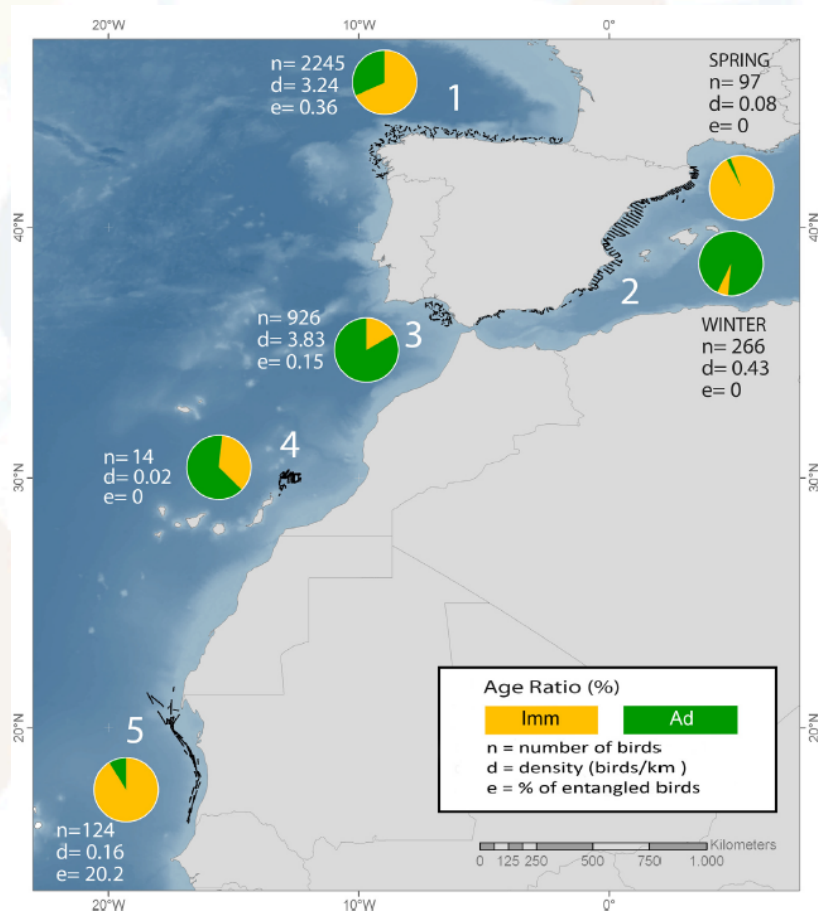 20°W
10°W
0°
n= 2245
d= 3.24
e= 0.36
1
SPRING
n= 97
d= 0.08
e= 0
40°N
40°N
2
n= 926
d= 3.83
e= 0.15
3
WINTER
n= 266
d= 0.43
e= 0
4
n= 14
d= 0.02
e= 0
30°N
30°N
Age Ratio (%)
Imm
Ad
n = number of birds
d = density (birds/km )
e = % of entangled birds
20°N
20°N
5
n=124
d= 0.16
e= 20.2
Kilometers
0 125 250 500 750 1.000
20°W
10°W
0°